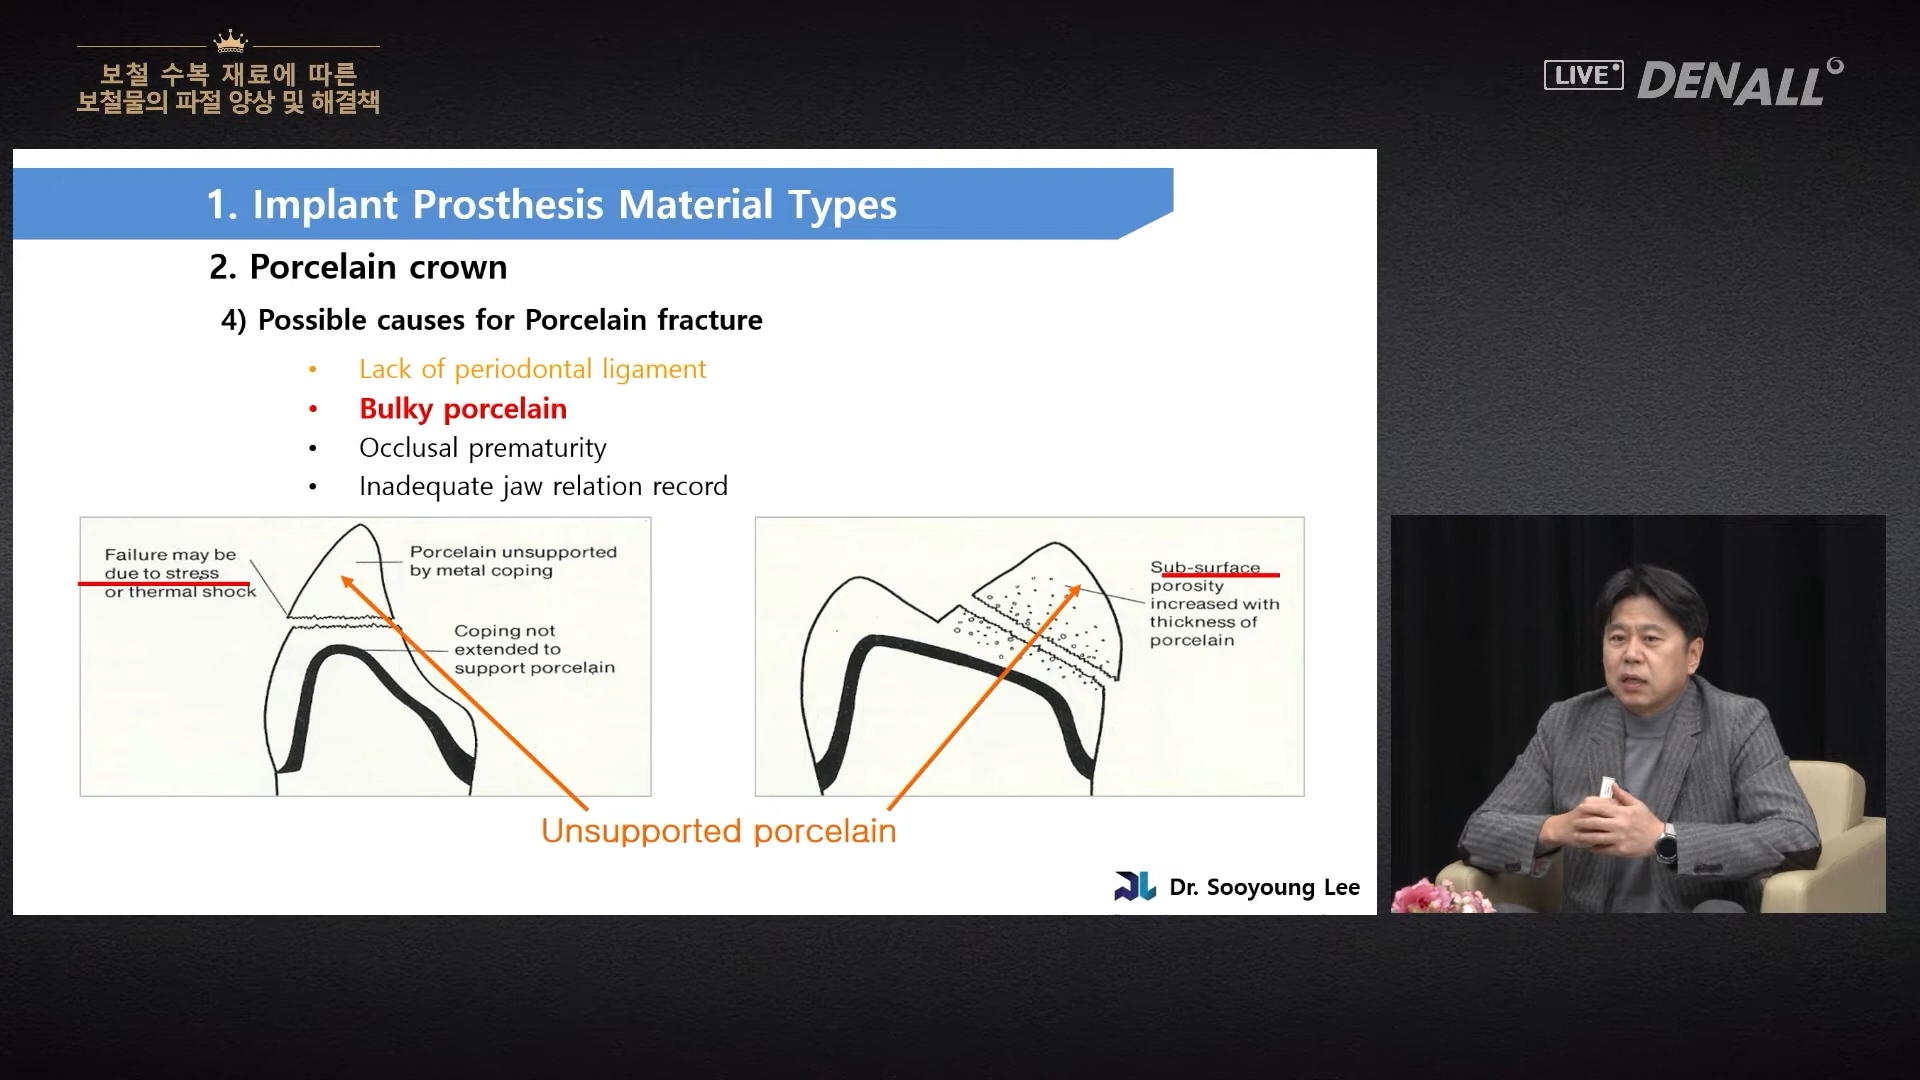 보철 수복 재료에 따른
보철물의 파절 양상 및 해결책
LIVE
DENALL
1. Implant Prosthesis Material Types
2. Porcelain crown
4) Possible causes for Porcelain fracture
• Lack of periodontal ligament
• Bulky porcelain
• Occlusal prematurity
• Inadequate jaw relation record
Failure may be
due to stress
or thermal shock
Porcelain unsupported
by metal coping
Coping not
extended to
support porcelain
Sub-surface
porosity
increased with
thickness of
porcelain
Unsupported porcelain
Dr. Sooyoung Lee